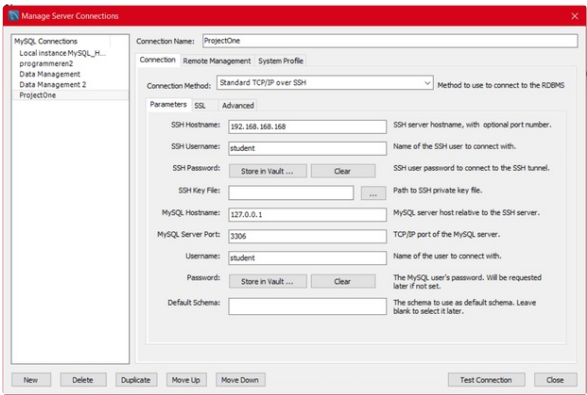 Manage Server Connections
MySQL Connections
Local instance MySQL_H...
programmeren2
Data Management
Data Management 2
ProjectOne
Connection Name: ProjectOne
Connection Remote Management System Profile
Connection Method: Standard TCP/IP over SSH Method to use to connect to the RDBMS
Parameters SSL Advanced
SSH Hostname: 192.168.168.168 SSH server hostname, with optional port number.
SSH Username: student Name of the SSH user to connect with.
SSH Password: Store in Vault ... Clear SSH user password to connect to the SSH tunnel.
SSH Key File: ... Path to SSH private key file.
MySQL Hostname: 127.0.0.1 MySQL server host relative to the SSH server.
MySQL Server Port: 3306 TCP/IP port of the MySQL server.
Username: student Name of the user to connect with.
Password: Store in Vault ... Clear The MySQL user's password. Will be requested
later if not set.
Default Schema: The schema to use as default schema. Leave
blank to select it later.
New Delete Duplicate Move Up Move Down Test Connection Close